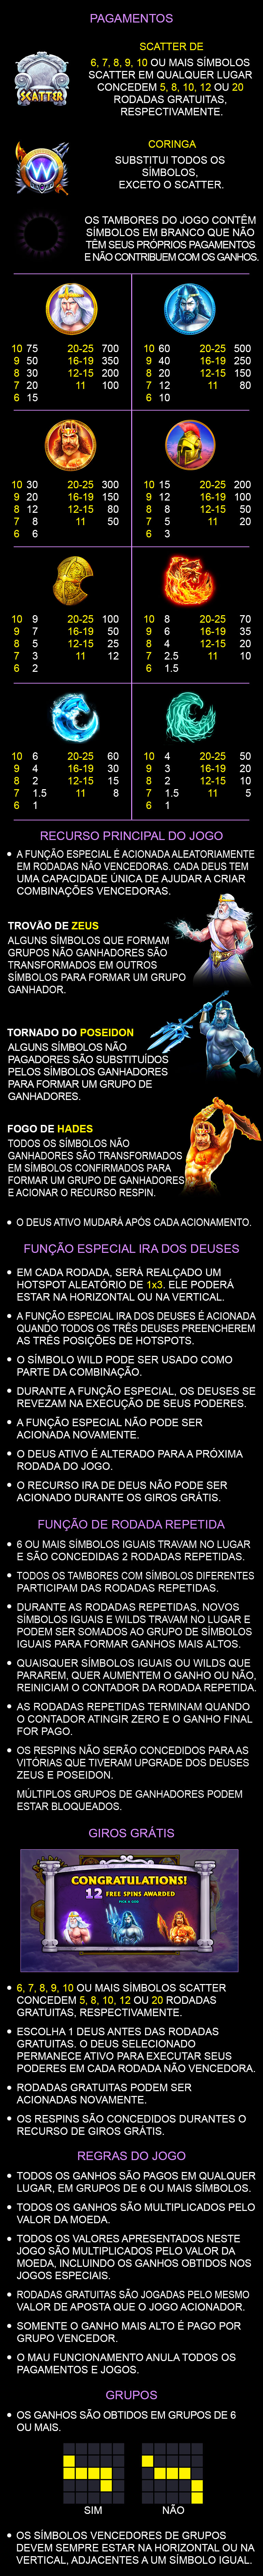 PAGAMENTOS
SCATTER DE
6, 7, 8, 9, 10 OU MAIS SÍMBOLOS
SCATTER EM QUALQUER LUGAR
CONCEDEM 5, 8, 10, 12 OU 20
RODADAS GRATUITAS,
RESPECTIVAMENTE.
SCATTER
CORINGA
SUBSTITUI TODOS OS
SÍMBOLOS,
EXCETO O SCATTER.
W
OS TAMBORES DO JOGO CONTÊM
SÍMBOLOS EM BRANCO QUE NÃO
TÊM SEUS PRÓPRIOS PAGAMENTOS
E NÃO CONTRIBUEM COM OS GANHOS.
10 75 20-25 700
9 50 16-19 350
8 30 12-15 200
7 20 11 100
6 15
10 60 20-25 500
9 40 16-19 250
8 20 12-15 150
7 12 11 80
6 10
10 30 20-25 300
9 20 16-19 150
8 12 12-15 80
7 8 11 50
6 6
10 15 20-25 200
9 12 16-19 100
8 8 12-15 50
7 5 11 20
6 3
10 9 20-25 100
9 7 16-19 50
8 5 12-15 25
7 3 11 12
6 2
10 8 20-25 70
9 6 16-19 35
8 4 12-15 20
7 2.5 11 10
6 1.5
10 6 20-25 60
9 4 16-19 30
8 2 12-15 15
7 1.5 11 8
6 1
10 4 20-25 50
9 3 16-19 20
8 2 12-15 10
7 1.5 11 5
6 1
RECURSO PRINCIPAL DO JOGO
• A FUNÇÃO ESPECIAL É ACIONADA ALEATORIAMENTE
EM RODADAS NÃO VENCEDORAS. CADA DEUS TEM
UMA CAPACIDADE ÚNICA DE AJUDAR A CRIAR
COMBINAÇÕES VENCEDORAS.
TROVÃO DE ZEUS
ALGUNS SÍMBOLOS QUE FORMAM
GRUPOS NÃO GANHADORES SÃO
TRANSFORMADOS EM OUTROS
SÍMBOLOS PARA FORMAR UM GRUPO
GANHADOR.
TORNADO DO POSEIDON
ALGUNS SÍMBOLOS NÃO
PAGADORES SÃO SUBSTITUÍDOS
PELOS SÍMBOLOS GANHADORES
PARA FORMAR UM GRUPO DE
GANHADORES.
FOGO DE HADES
TODOS OS SÍMBOLOS NÃO
GANHADORES SÃO TRANSFORMADOS
EM SÍMBOLOS CONFIRMADOS PARA
FORMAR UM GRUPO DE GANHADORES
E ACIONAR O RECURSO RESPIN.
• O DEUS ATIVO MUDARÁ APÓS CADA ACIONAMENTO.
FUNÇÃO ESPECIAL IRA DOS DEUSES
• EM CADA RODADA, SERÁ REALÇADO UM
HOTSPOT ALEATÓRIO DE 1x3. ELE PODERÁ
ESTAR NA HORIZONTAL OU NA VERTICAL.
• A FUNÇÃO ESPECIAL IRA DOS DEUSES É ACIONADA
QUANDO TODOS OS TRÊS DEUSES PREENCHEREM
AS TRÊS POSIÇÕES DE HOTSPOTS.
• O SÍMBOLO WILD PODE SER USADO COMO
PARTE DA COMBINAÇÃO.
• DURANTE A FUNÇÃO ESPECIAL, OS DEUSES SE
REVEZAM NA EXECUÇÃO DE SEUS PODERES.
• A FUNÇÃO ESPECIAL NÃO PODE SER
ACIONADA NOVAMENTE.
• O DEUS ATIVO É ALTERADO PARA A PRÓXIMA
RODADA DO JOGO.
• O RECURSO IRA DE DEUS NÃO PODE SER
ACIONADO DURANTE OS GIROS GRÁTIS.
FUNÇÃO DE RODADA REPETIDA
• 6 OU MAIS SÍMBOLOS IGUAIS TRAVAM NO LUGAR
E SÃO CONCEDIDAS 2 RODADAS REPETIDAS.
• TODOS OS TAMBORES COM SÍMBOLOS DIFERENTES
PARTICIPAM DAS RODADAS REPETIDAS.
• DURANTE AS RODADAS REPETIDAS, NOVOS
SÍMBOLOS IGUAIS E WILDS TRAVAM NO LUGAR E
PODEM SER SOMADOS AO GRUPO DE SÍMBOLOS
IGUAIS PARA FORMAR GANHOS MAIS ALTOS.
• QUAISQUER SÍMBOLOS IGUAIS OU WILDS QUE
PARAREM, QUER AUMENTEM O GANHO OU NÃO,
REINICIAM O CONTADOR DA RODADA REPETIDA.
• AS RODADAS REPETIDAS TERMINAM QUANDO
O CONTADOR ATINGIR ZERO E O GANHO FINAL
FOR PAGO.
• OS RESPINS NÃO SERÃO CONCEDIDOS PARA AS
VITÓRIAS QUE TIVERAM UPGRADE DOS DEUSES
ZEUS E POSEIDON.
MÚLTIPLOS GRUPOS DE GANHADORES PODEM
ESTAR BLOQUEADOS.
GIROS GRÁTIS
CONGRATULATIONS!
12 FREE SPINS AWARDED
PICK A GOD
• 6, 7, 8, 9, 10 OU MAIS SÍMBOLOS SCATTER
CONCEDEM 5, 8, 10, 12 OU 20 RODADAS
GRATUITAS, RESPECTIVAMENTE.
• ESCOLHA 1 DEUS ANTES DAS RODADAS
GRATUITAS. O DEUS SELECIONADO
PERMANECE ATIVO PARA EXECUTAR SEUS
PODERES EM CADA RODADA NÃO VENCEDORA.
• RODADAS GRATUITAS PODEM SER
ACIONADAS NOVAMENTE.
• OS RESPINS SÃO CONCEDIDOS DURANTES O
RECURSO DE GIROS GRÁTIS.
REGRAS DO JOGO
• TODOS OS GANHOS SÃO PAGOS EM QUALQUER
LUGAR, EM GRUPOS DE 6 OU MAIS SÍMBOLOS.
• TODOS OS GANHOS SÃO MULTIPLICADOS PELO
VALOR DA MOEDA.
• TODOS OS VALORES APRESENTADOS NESTE
JOGO SÃO MULTIPLICADOS PELO VALOR DA
MOEDA, INCLUINDO OS GANHOS OBTIDOS NOS
JOGOS ESPECIAIS.
• RODADAS GRATUITAS SÃO JOGADAS PELO MESMO
VALOR DE APOSTA QUE O JOGO ACIONADOR.
• SOMENTE O GANHO MAIS ALTO É PAGO POR
GRUPO VENCEDOR.
• O MAU FUNCIONAMENTO ANULA TODOS OS
PAGAMENTOS E JOGOS.
GRUPOS
• OS GANHOS SÃO OBTIDOS EM GRUPOS DE 6
OU MAIS.
SIM NÃO
• OS SÍMBOLOS VENCEDORES DE GRUPOS
DEVEM SEMPRE ESTAR NA HORIZONTAL OU NA
VERTICAL, ADJACENTES A UM SÍMBOLO IGUAL.